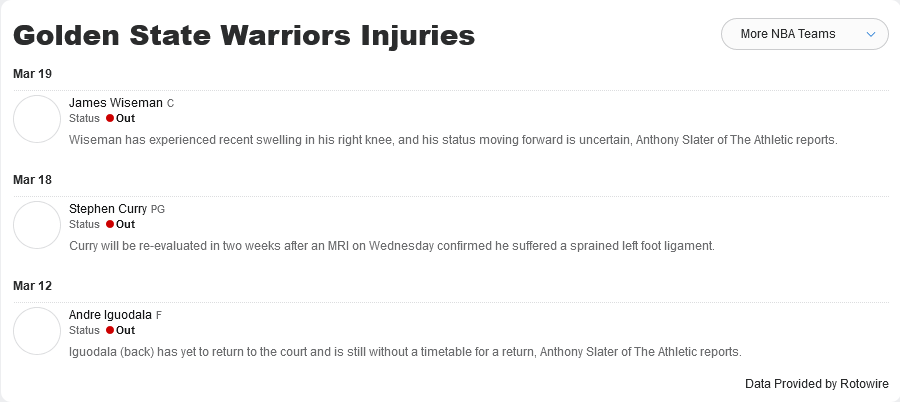 Golden State Warriors Injuries
More NBA Teams
Mar 19
James Wiseman C
Status Out
Wiseman has experienced recent swelling in his right knee, and his status moving forward is uncertain, Anthony Slater of The Athletic reports.
Mar 18
Stephen Curry PG
Status Out
Curry will be re-evaluated in two weeks after an MRI on Wednesday confirmed he suffered a sprained left foot ligament.
Mar 12
Andre Iguodala F
Status Out
Iguodala (back) has yet to return to the court and is still without a timetable for a return, Anthony Slater of The Athletic reports.
Data Provided by Rotowire